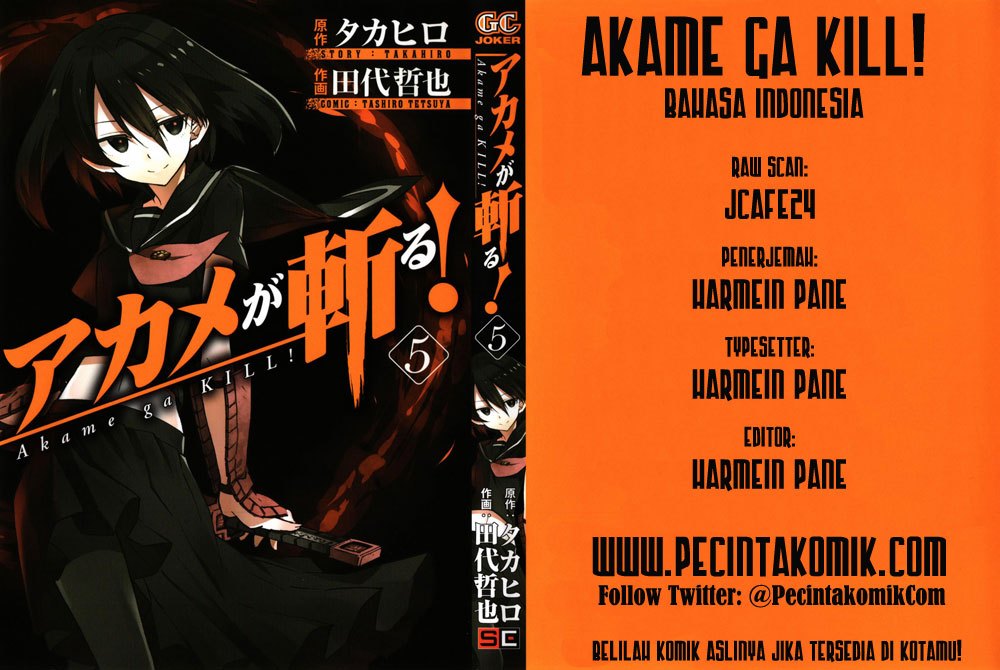 原作 タカヒロ
STORY : TAKAHIRO
作画 田代哲也
COMIC : TASHIRO TETSUYA
アカメが斬る!
5
Akame ga KILL!
GC
JOKER
アカメが斬る!
Akame ga KILL!
5
原作:タカヒロ
作画:田代哲也
SE
AKAME GA KILL!
BAHASA INDONESIA
RAW SCAN:
JCAFE24
PENERJEMAH:
HARMEIN PANE
TYPESETTER:
HARMEIN PANE
EDITOR:
HARMEIN PANE
WWW.PECINTAKOMIK.COM
Follow Twitter: @PecintakomikCom
BELILAH KOMIK ASLINYA JIKA TERSEDIA DI KOTAMU!